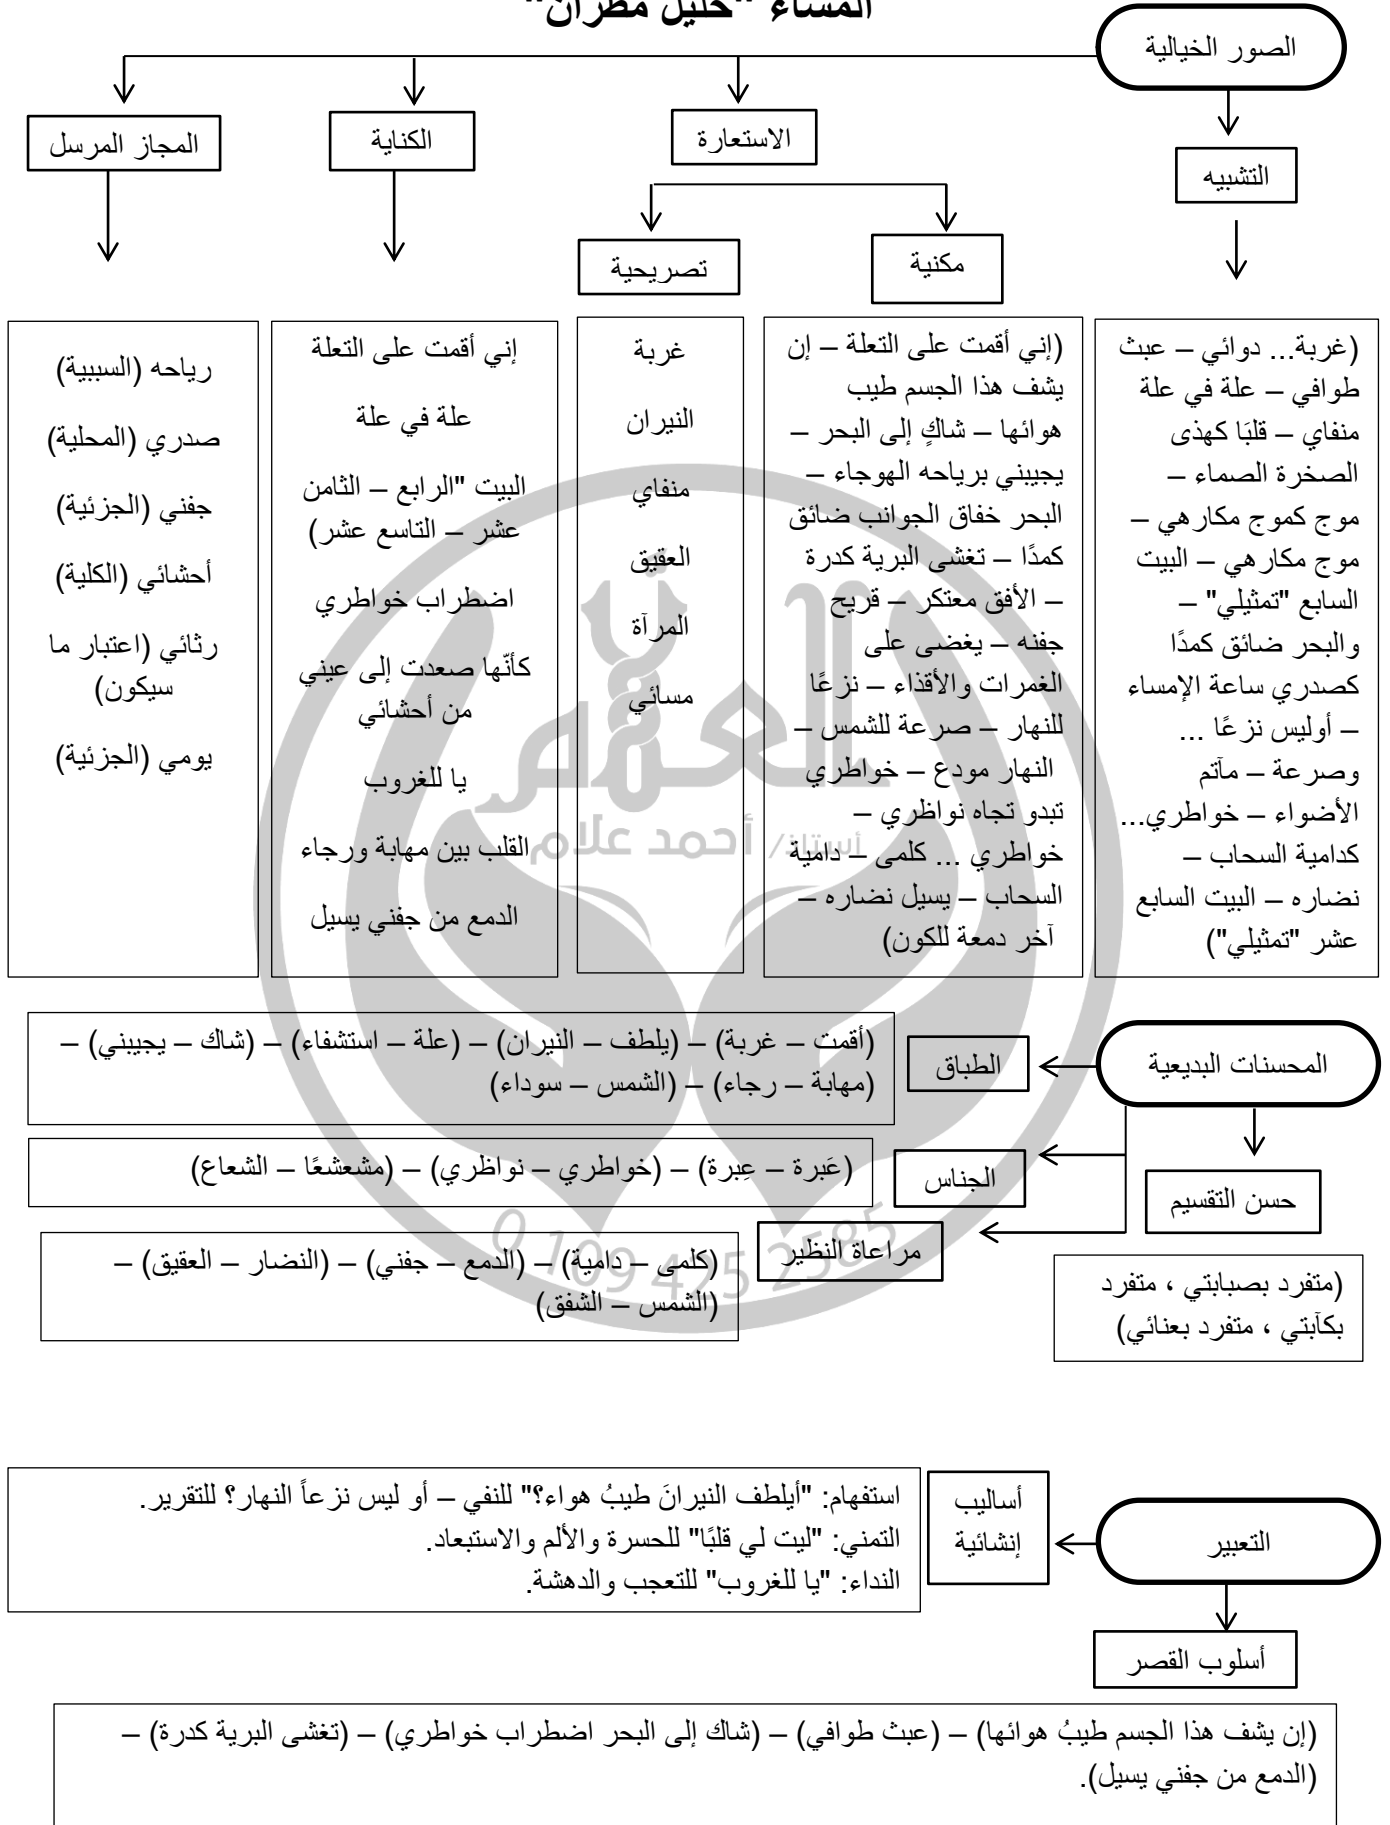 المساء "خليل مطران"
الصور الخيالية
التشبيه
الاستعارة
الكناية
المجاز المرسل
مكنية
تصريحية
(غربة... دوائي – عبث
طوافي – علة في علة
منفاي – قلبًا كهذى
الصخرة الصماء –
موج كموج مكارهي –
موج مكارهي – البيت
السابع "تمثيلي" –
والبحر ضائق كمدًا
كصدري ساعة الإمساء
– أوليس نزعًا ...
وصرعة – مآتم
الأضواء – خواطري...
كدامية السحاب –
نضاره – البيت السابع
عشر "تمثيلي")
(إني أقمت على التعلة – إن
يشف هذا الجسم طيب
هوائها – شاكٍ إلى البحر –
يجيبني برياحه الهوجاء –
البحر خفاق الجوانب ضائق
كمدًا – تغشى البرية كدرة
– الأفق معتكر – قريح
جفنه – يغضى على
الغمرات والأقذاء – نزعًا
للنهار – صرعة للشمس –
النهار مودع – خواطري
تبدو تجاه نواظري –
خواطري ... كلمى – دامية
السحاب – يسيل نضاره –
آخر دمعة للكون)
غربة
النيران
منفاي
العقيق
المرآة
مسائي
إني أقمت على التعلة
علة في علة
البيت "الرابع – الثامن
عشر – التاسع عشر)
اضطراب خواطري
كأنّها صعدت إلى عيني
من أحشائي
يا للغروب
القلب بين مهابة ورجاء
الدمع من جفني يسيل
رياحه (السببية)
صدري (المحلية)
جفني (الجزئية)
أحشائي (الكلية)
رثائي (اعتبار ما
سيكون)
يومي (الجزئية)
العلام
أستاذ/ أحمد علام
0 109 425 2585
المحسنات البديعية
الطباق
(أقمت – غربة) – (يلطف – النيران) – (علة – استشفاء) – (شاك – يجيبني) –
(مهابة – رجاء) – (الشمس – سوداء)
الجناس
(عَبرة – عِبرة) – (خواطري – نواظري) – (مشعشعًا – الشعاع)
مراعاة النظير
(كلمى – دامية) – (الدمع – جفني) – (النضار – العقيق) –
(الشمس – الشفق)
حسن التقسيم
(متفرد بصبابتي ، متفرد
بكآبتي ، متفرد بعنائي)
التعبير
أساليب
إنشائية
استفهام: "أيلطف النيرانَ طيبُ هواء؟" للنفي – أو ليس نزعاً النهار؟ للتقرير.
التمني: "ليت لي قلبًا" للحسرة والألم والاستبعاد.
النداء: "يا للغروب" للتعجب والدهشة.
أسلوب القصر
(إن يشف هذا الجسم طيبُ هوائها) – (عبث طوافي) – (شاك إلى البحر اضطراب خواطري) – (تغشى البرية كدرة) –
(الدمع من جفني يسيل).